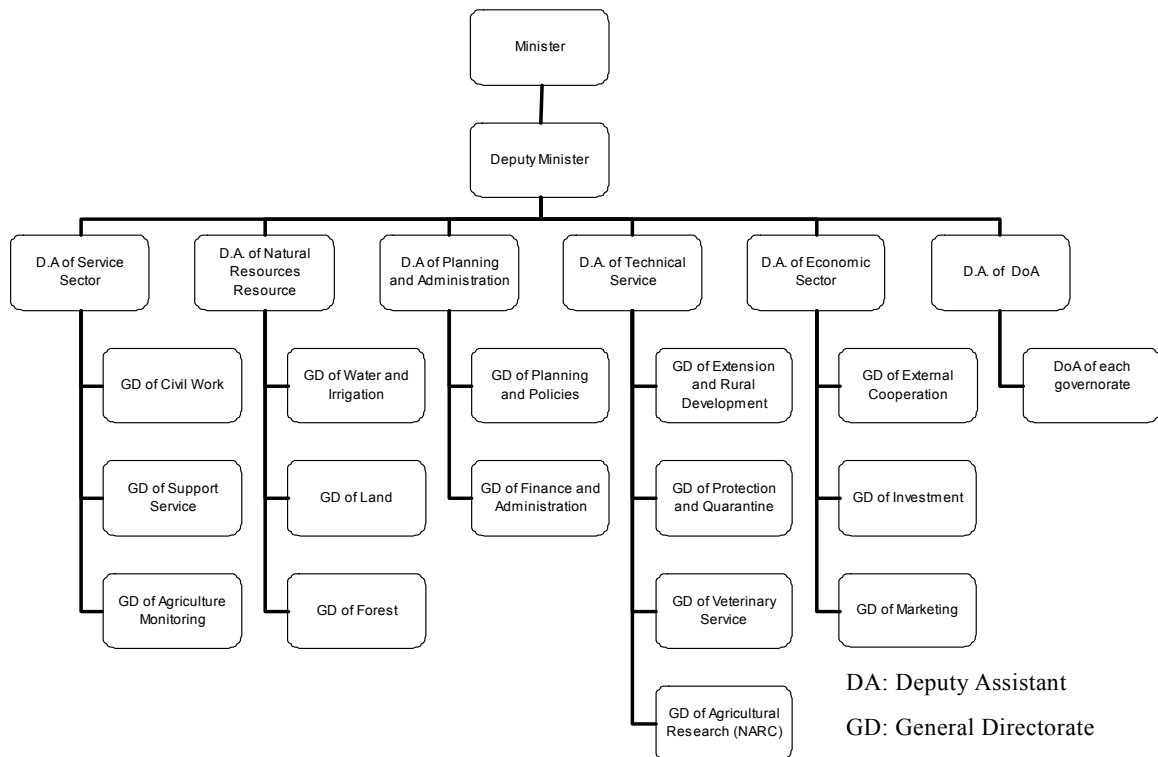 Minister
Deputy Minister
D.A of Service
Sector
D.A. of Natural
Resources
Resource
D.A of Planning
and Administration
D.A. of Technical
Service
D.A. of Economic
Sector
D.A. of DoA
GD of Civil Work
GD of Support
Service
GD of Agriculture
Monitoring
GD of Water and
Irrigation
GD of Land
GD of Forest
GD of Planning
and Policies
GD of Finance and
Administration
GD of Extension
and Rural
Development
GD of Protection
and Quarantine
GD of Veterinary
Service
GD of Agricultural
Research (NARC)
GD of External
Cooperation
GD of Investment
GD of Marketing
DoA of each
governorate
DA: Deputy Assistant
GD: General Directorate